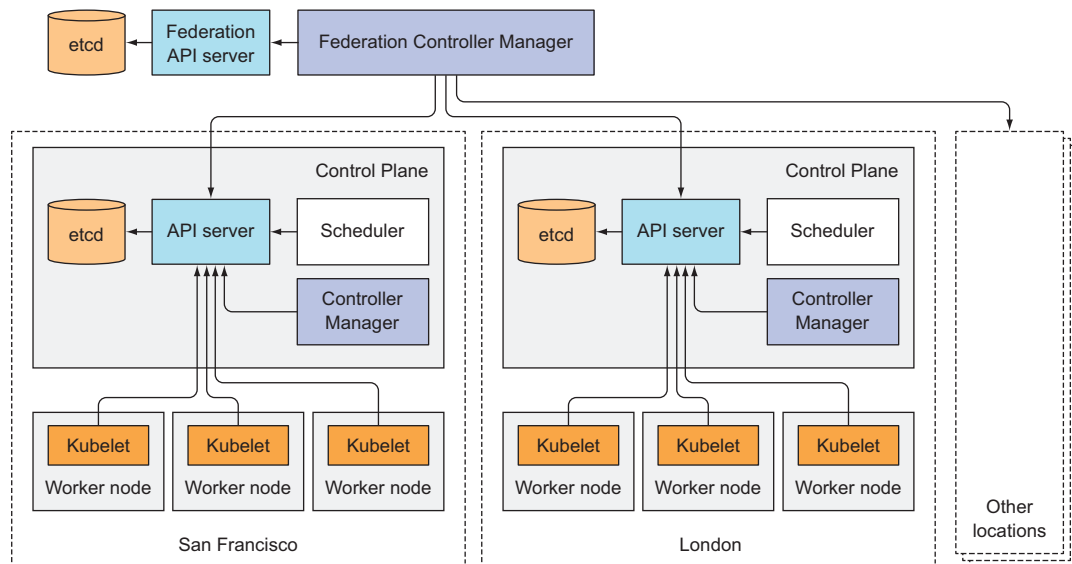 etcd
Federation
API server
Federation Controller Manager
Control Plane
etcd
API server
Scheduler
Controller
Manager
Kubelet
Worker node
Kubelet
Worker node
Kubelet
Worker node
San Francisco
Control Plane
etcd
API server
Scheduler
Controller
Manager
Kubelet
Worker node
Kubelet
Worker node
Kubelet
Worker node
London
Other
locations